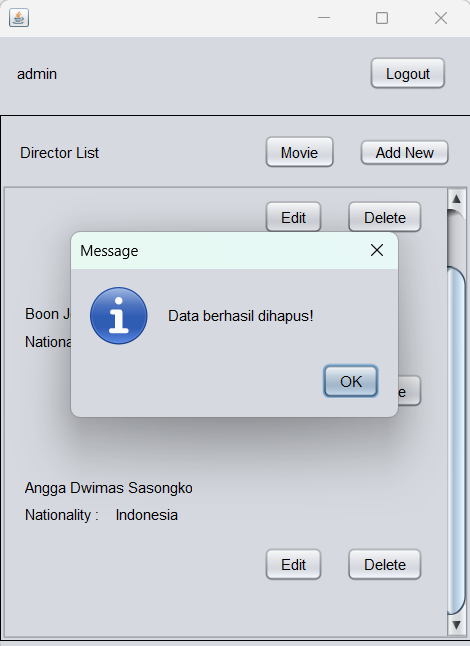 admin
Logout
Director List
Movie
Add New
Edit
Delete
Message
Boon
Data berhasil dihapus!
OK
Angga Dwimas Sasongko
Nationality : Indonesia
Edit
Delete